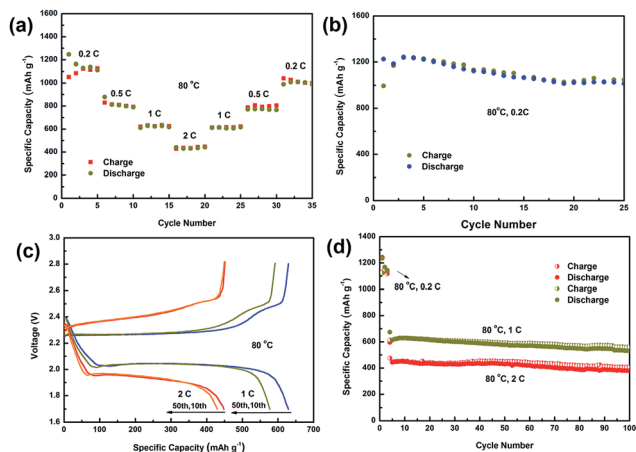 (a)
1600
1400
1200
1000
800
600
400
200
0
0 5 10 15 20 25 30 35
Specific Capacity (mAh g⁻¹)
Cycle Number
0.2 C
0.5 C
1 C
80 °C
2 C
1 C
0.5 C
0.2 C
Charge
Discharge
(b)
1600
1200
800
400
0
0 5 10 15 20 25
Specific Capacity (mAh g⁻¹)
Cycle Number
80°C, 0.2C
Charge
Discharge
(c)
3.0
2.8
2.6
2.4
2.2
2.0
1.8
1.6
0 100 200 300 400 500 600 700
Voltage (V)
Specific Capacity (mAh g⁻¹)
80 °C
2 C
50th,10th
1 C
50th,10th
(d)
1600
1400
1200
1000
800
600
400
200
0
0 10 20 30 40 50 60 70 80 90 100
Specific Capacity (mAh g⁻¹)
Cycle Number
80 °C, 0.2 C
Charge
Discharge
Charge
Discharge
80 °C, 1 C
80 °C, 2 C